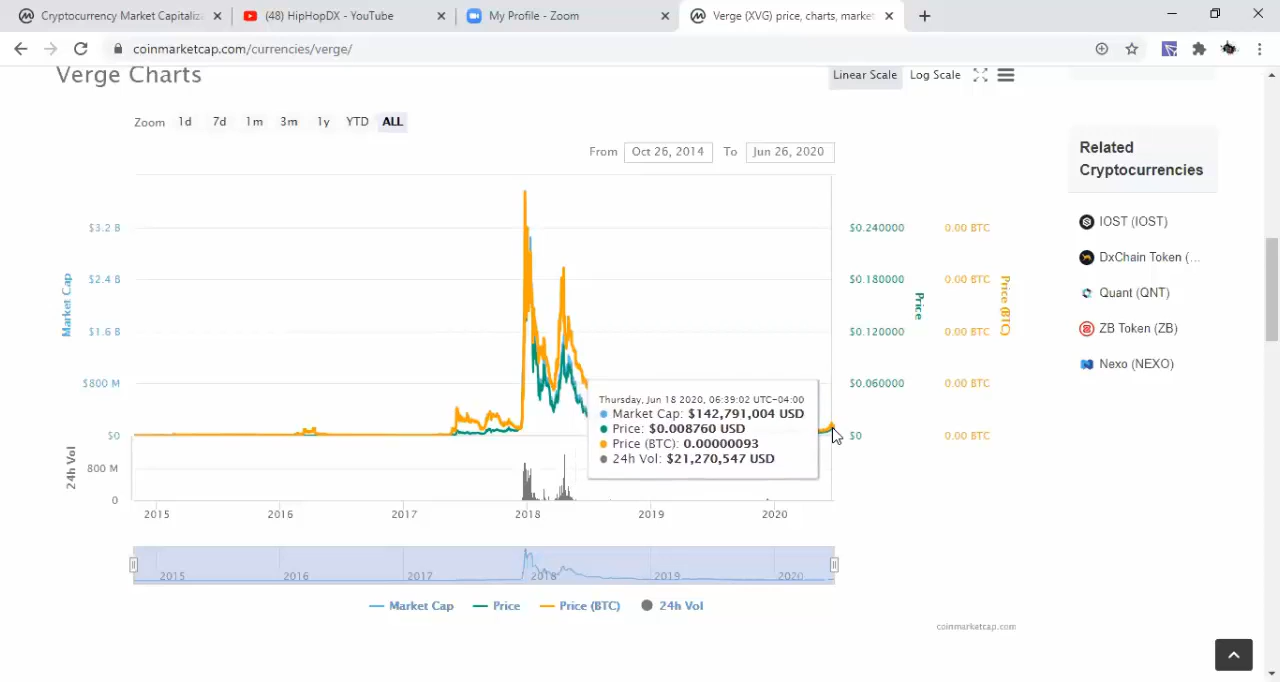 Cryptocurrency Market Capitaliza
(48) HipHopDX - YouTube
My Profile - Zoom
Verge (XVG) price, charts, market
coinmarketcap.com/currencies/verge/
Verge Charts
Linear Scale Log Scale
Zoom 1d 7d 1m 3m 1y YTD ALL
From Oct 26, 2014 To Jun 26, 2020
Market Cap
$3.2 B
$2.4 B
$1.6 B
$800 M
$0
24h Vol
800 M
0
Thursday, Jun 18 2020, 06:39:02 UTC-04:00
Market Cap: $142,791,004 USD
Price: $0.008760 USD
Price (BTC): 0.00000093
24h Vol: $21,270,547 USD
$0.240000
$0.180000
$0.120000
$0.060000
$0
Price
0.00 BTC
0.00 BTC
0.00 BTC
0.00 BTC
0.00 BTC
Price (BTC)
2015 2016 2017 2018 2019 2020
2015 2016 2017 2018 2019 2020
Market Cap Price Price (BTC) 24h Vol
coinmarketcap.com
Related
Cryptocurrencies
IOST (IOST)
DxChain Token (...
Quant (QNT)
ZB Token (ZB)
Nexo (NEXO)